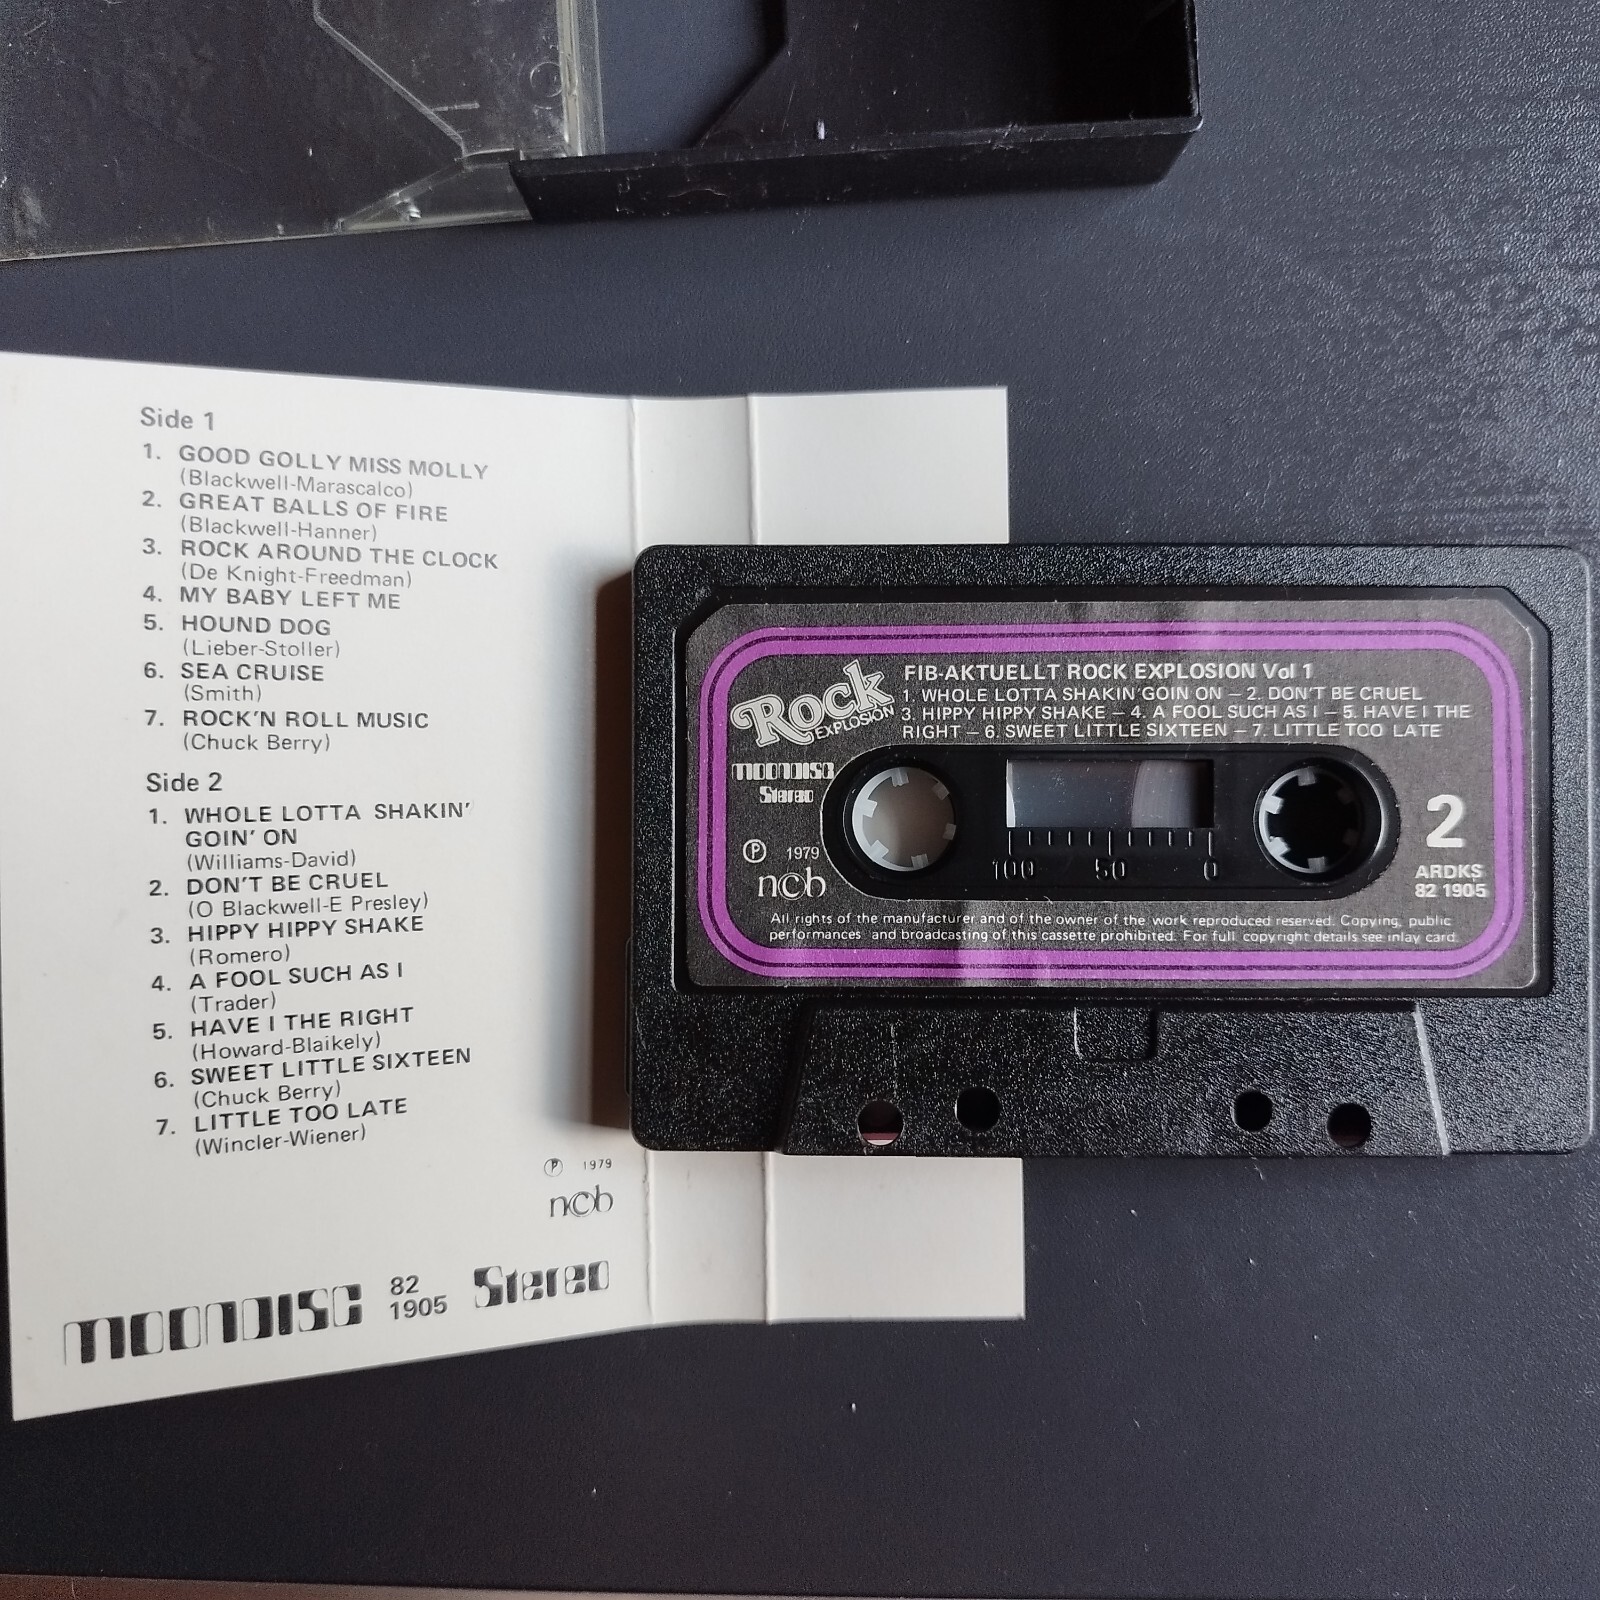 Side 1
1. GOOD GOLLY MISS MOLLY
(Blackwell-Marascalco)
2. GREAT BALLS OF FIRE
(Blackwell-Hanner)
3. ROCK AROUND THE CLOCK
(De Knight-Freedman)
4. MY BABY LEFT ME
5. HOUND DOG
(Lieber-Stoller)
6. SEA CRUISE
(Smith)
7. ROCK'N ROLL MUSIC
(Chuck Berry)
Side 2
1. WHOLE LOTTA SHAKIN'
GOIN' ON
(Williams-David)
2. DON'T BE CRUEL
(O Blackwell-E Presley)
3. HIPPY HIPPY SHAKE
(Romero)
4. A FOOL SUCH AS I
(Trader)
5. HAVE I THE RIGHT
(Howard-Blaikely)
6. SWEET LITTLE SIXTEEN
(Chuck Berry)
7. LITTLE TOO LATE
(Wincler-Wiener)
℗ 1979
ncb
MOONDISC 82 1905 Stereo
Rock
EXPLOSION
FIB-AKTUELLT ROCK EXPLOSION Vol 1
1. WHOLE LOTTA SHAKIN'GOIN ON – 2. DON'T BE CRUEL
3. HIPPY HIPPY SHAKE – 4. A FOOL SUCH AS I – 5. HAVE I THE
RIGHT – 6. SWEET LITTLE SIXTEEN – 7. LITTLE TOO LATE
MOONDISC
Stereo
℗ 1979
ncb
100 50 0
2
ARDKS
82 1905
All rights of the manufacturer and of the owner of the work reproduced reserved. Copying, public
performances and broadcasting of this cassette prohibited. For full copyright details see inlay card.